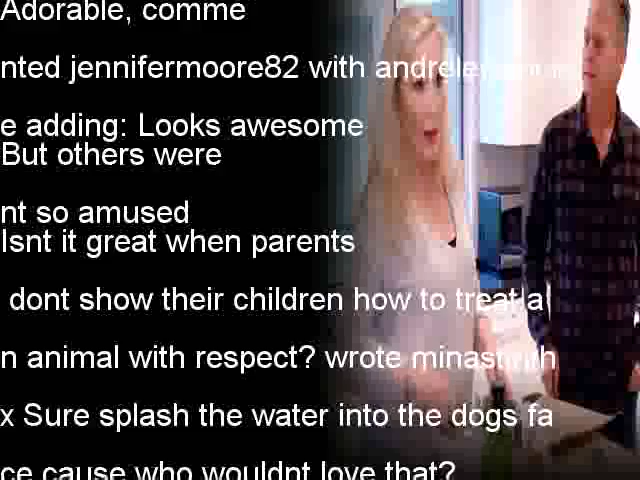 Adorable, comme
nted jennifermoore82 with
e adding: Looks awesome
But others were
nt so amused
Isnt it great when parents
dont show their children how to treat a
n animal with respect? wrote
x Sure splash the water into the dogs fa
ce cause who wouldnt love that?